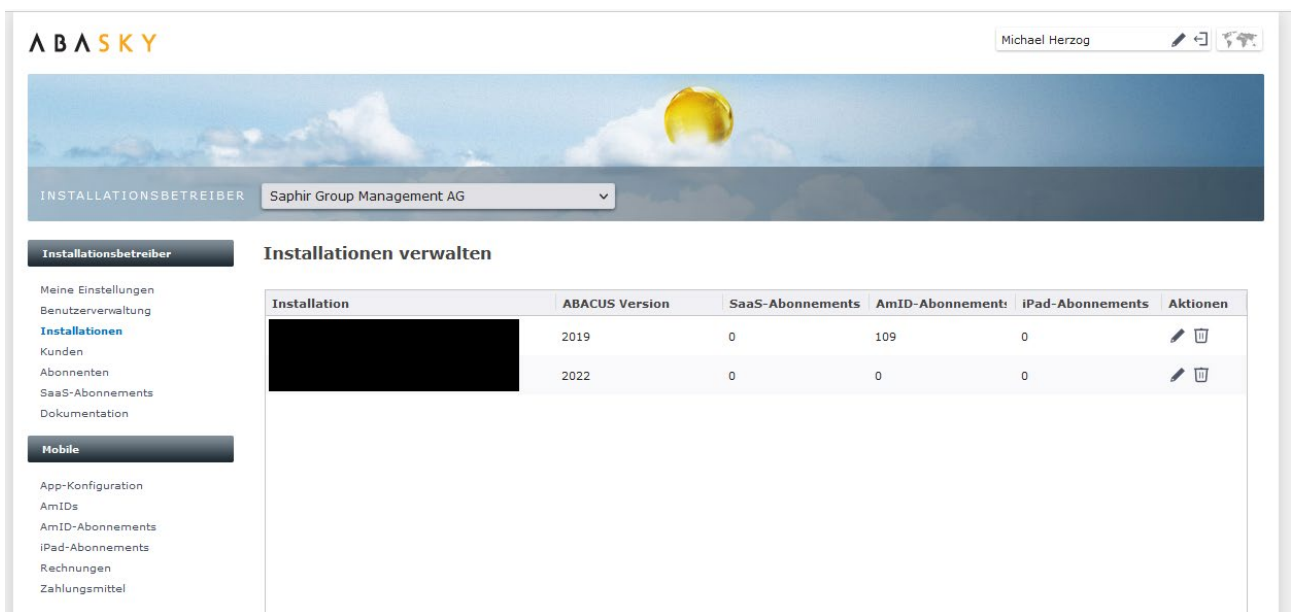 ABASKY
Michael Herzog
INSTALLATIONSBETREIBER Saphir Group Management AG
Installationsbetreiber
Meine Einstellungen
Benutzerverwaltung
Installationen
Kunden
Abonnenten
SaaS-Abonnements
Dokumentation
Mobile
App-Konfiguration
AmIDs
AmID-Abonnements
iPad-Abonnements
Rechnungen
Zahlungsmittel
Installationen verwalten
Installation ABACUS Version SaaS-Abonnements AmID-Abonnements iPad-Abonnements Aktionen
2019 0 109 0
2022 0 0 0